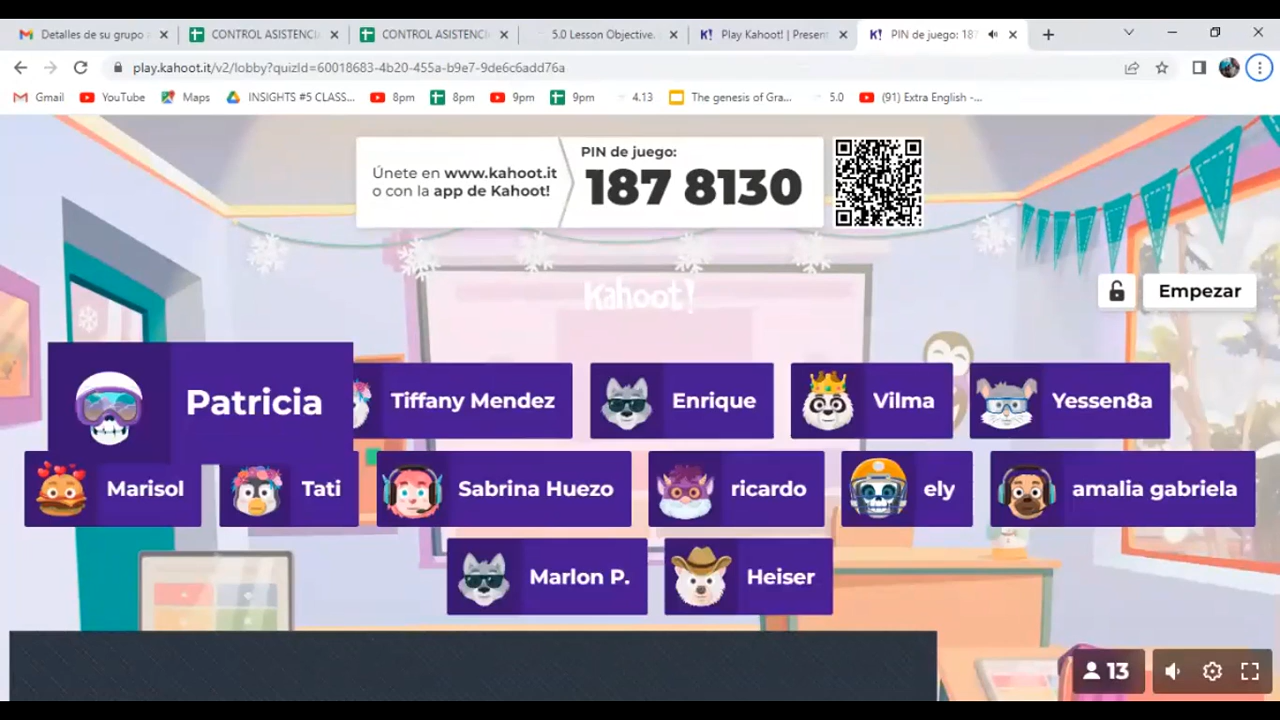 Detalles de su grupo
CONTROL ASISTENCI
CONTROL ASISTENCI
5.0 Lesson Objective.
Play Kahoot! | Present
PIN de juego: 187
play.kahoot.it/v2/lobby?quizId=60018683-4b20-455a-b9e7-9de6c6add76a
Gmail
YouTube
Maps
INSIGHTS #5 CLASS...
8pm
8pm
9pm
9pm
4.13
The genesis of Gra...
5.0
(91) Extra English -...
Únete en www.kahoot.it
o con la app de Kahoot!
PIN de juego:
187 8130
Kahoot!
Empezar
Patricia
Tiffany Mendez
Enrique
Vilma
Yessen8a
Marisol
Tati
Sabrina Huezo
ricardo
ely
amalia gabriela
Marlon P.
Heiser
13